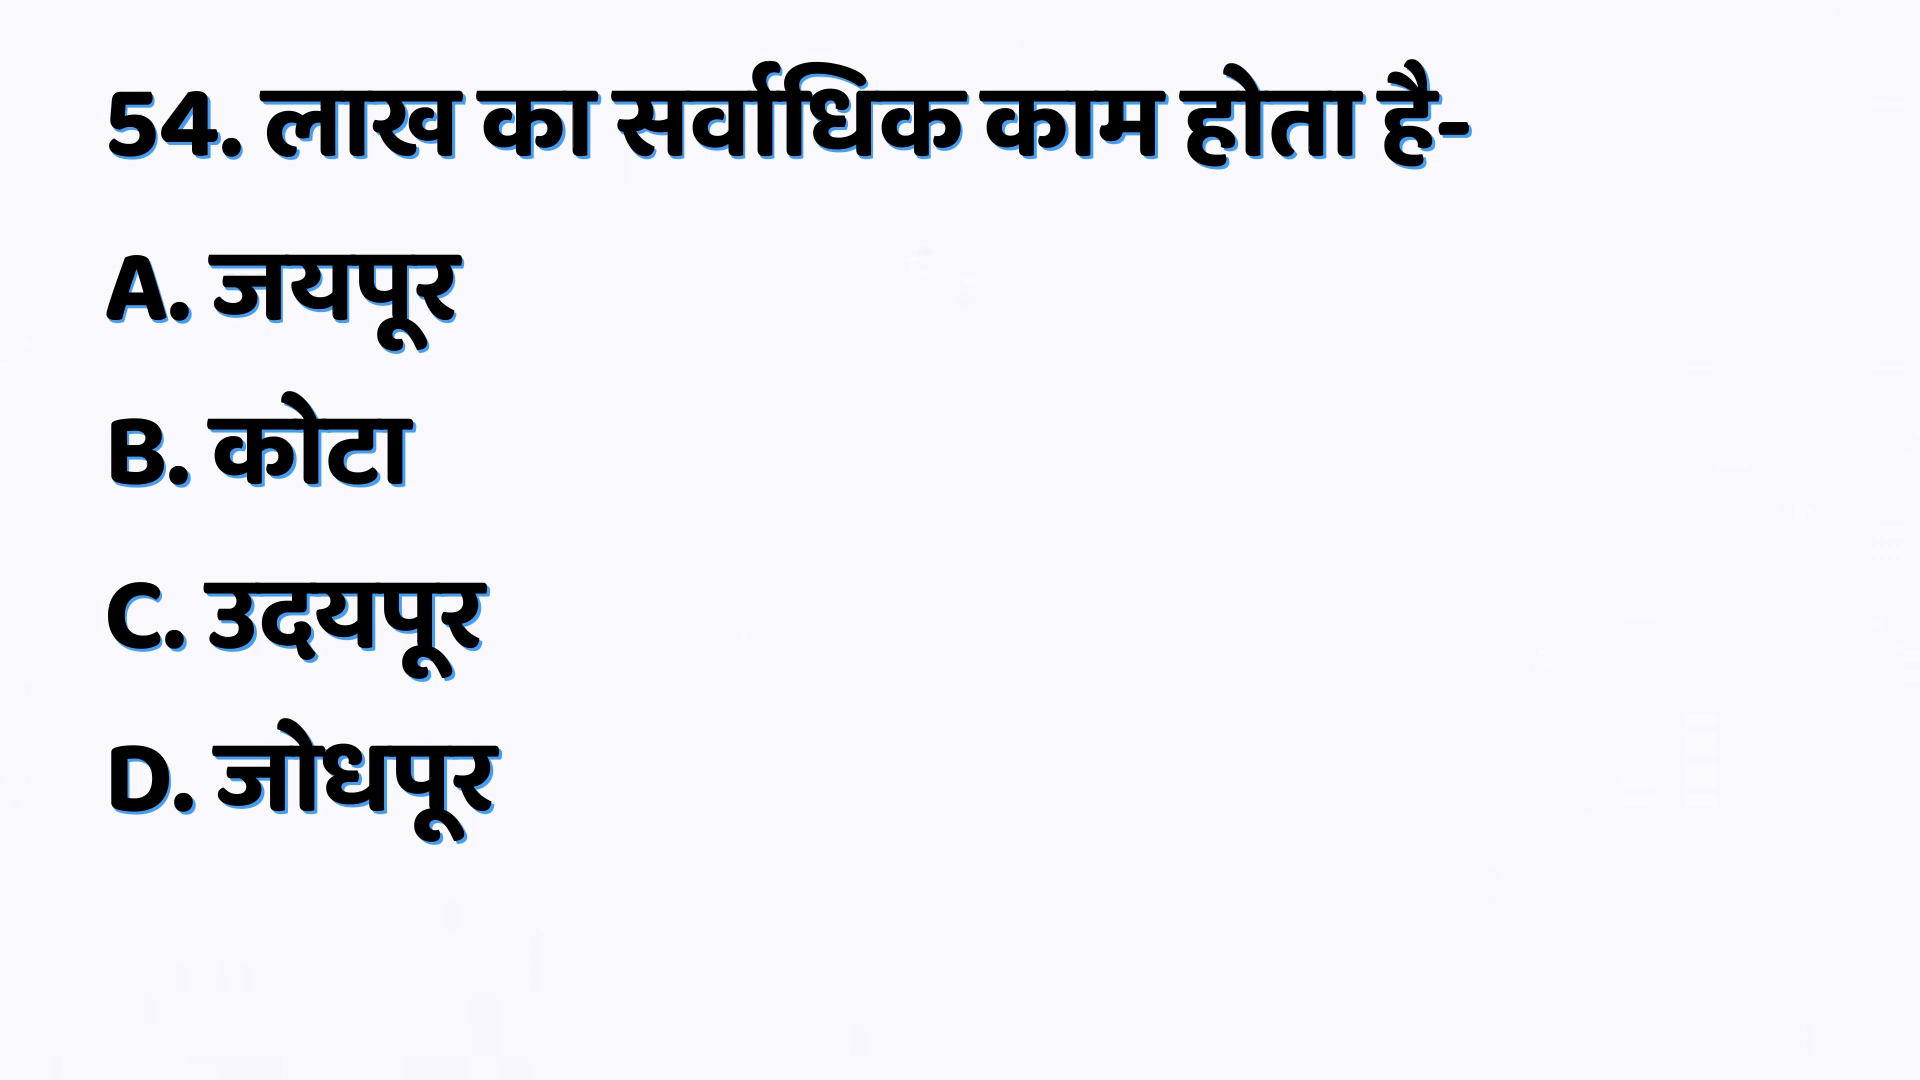 54. लाख का सर्वाधिक काम होता है-
A. जयपूर
B. कोटा
C. उदयपूर
D. जोधपूर